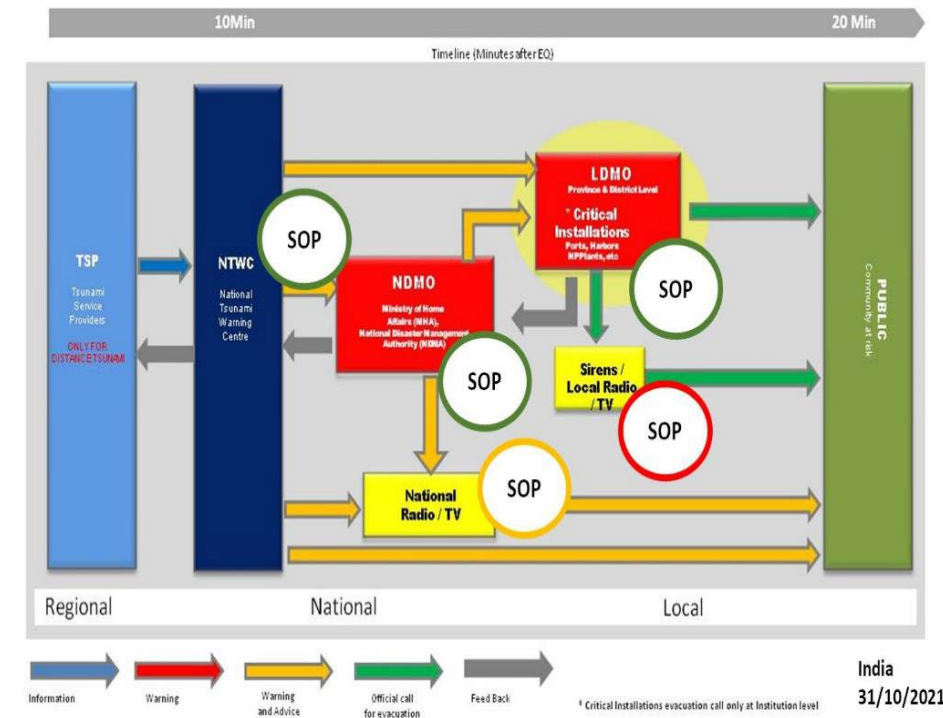 10Min
20 Min
Timeline (Minutes after EQ)
LDMO
Province & District Level
* Critical
Installations
Ports, Harbors
NPPlants, etc
SOP
TSP
Tsunami
Service
Providers
ONLY FOR
DISTANCE TSUNAMI
NTWC
National
Tsunami
Warning
Centre
NDMO
Ministry of Home
Affairs (MHA),
National Disaster Management
Authority (NDMA)
SOP
PUBLIC
Community at risk
SOP
Sirens /
Local Radio
/ TV
SOP
National
Radio / TV
SOP
Regional
National
Local
Information
Warning
Warning
and Advice
Official call
for evacuation
Feed Back
* Critical Installations evacuation call only at Institution level
India
31/10/2021